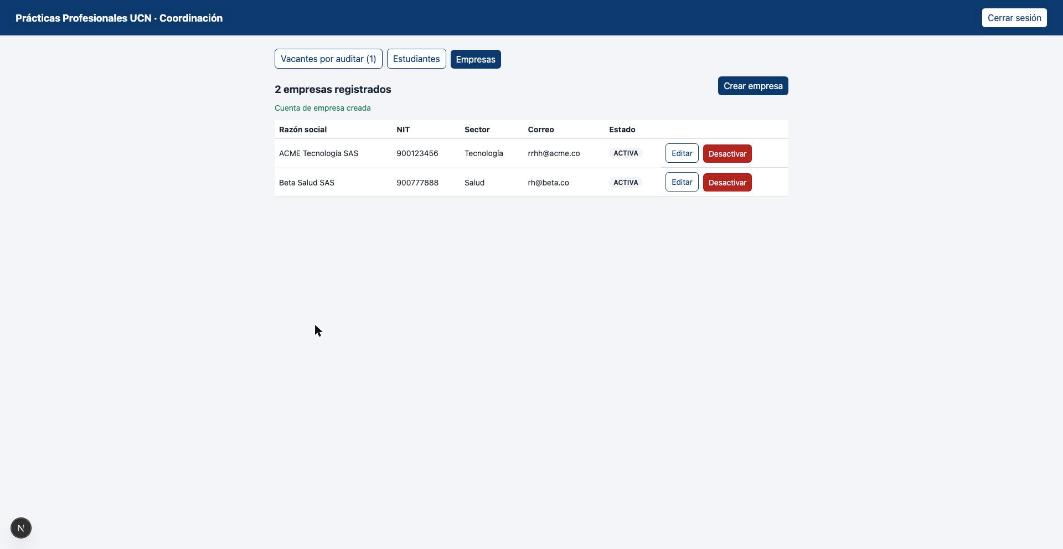 Prácticas Profesionales UCN · Coordinación
Cerrar sesión
Vacantes por auditar (1) Estudiantes Empresas
2 empresas registrados
Crear empresa
Cuenta de empresa creada
Razón social NIT Sector Correo Estado
ACME Tecnología SAS 900123456 Tecnología rrhh@acme.co ACTIVA Editar Desactivar
Beta Salud SAS 900777888 Salud rh@beta.co ACTIVA Editar Desactivar
N